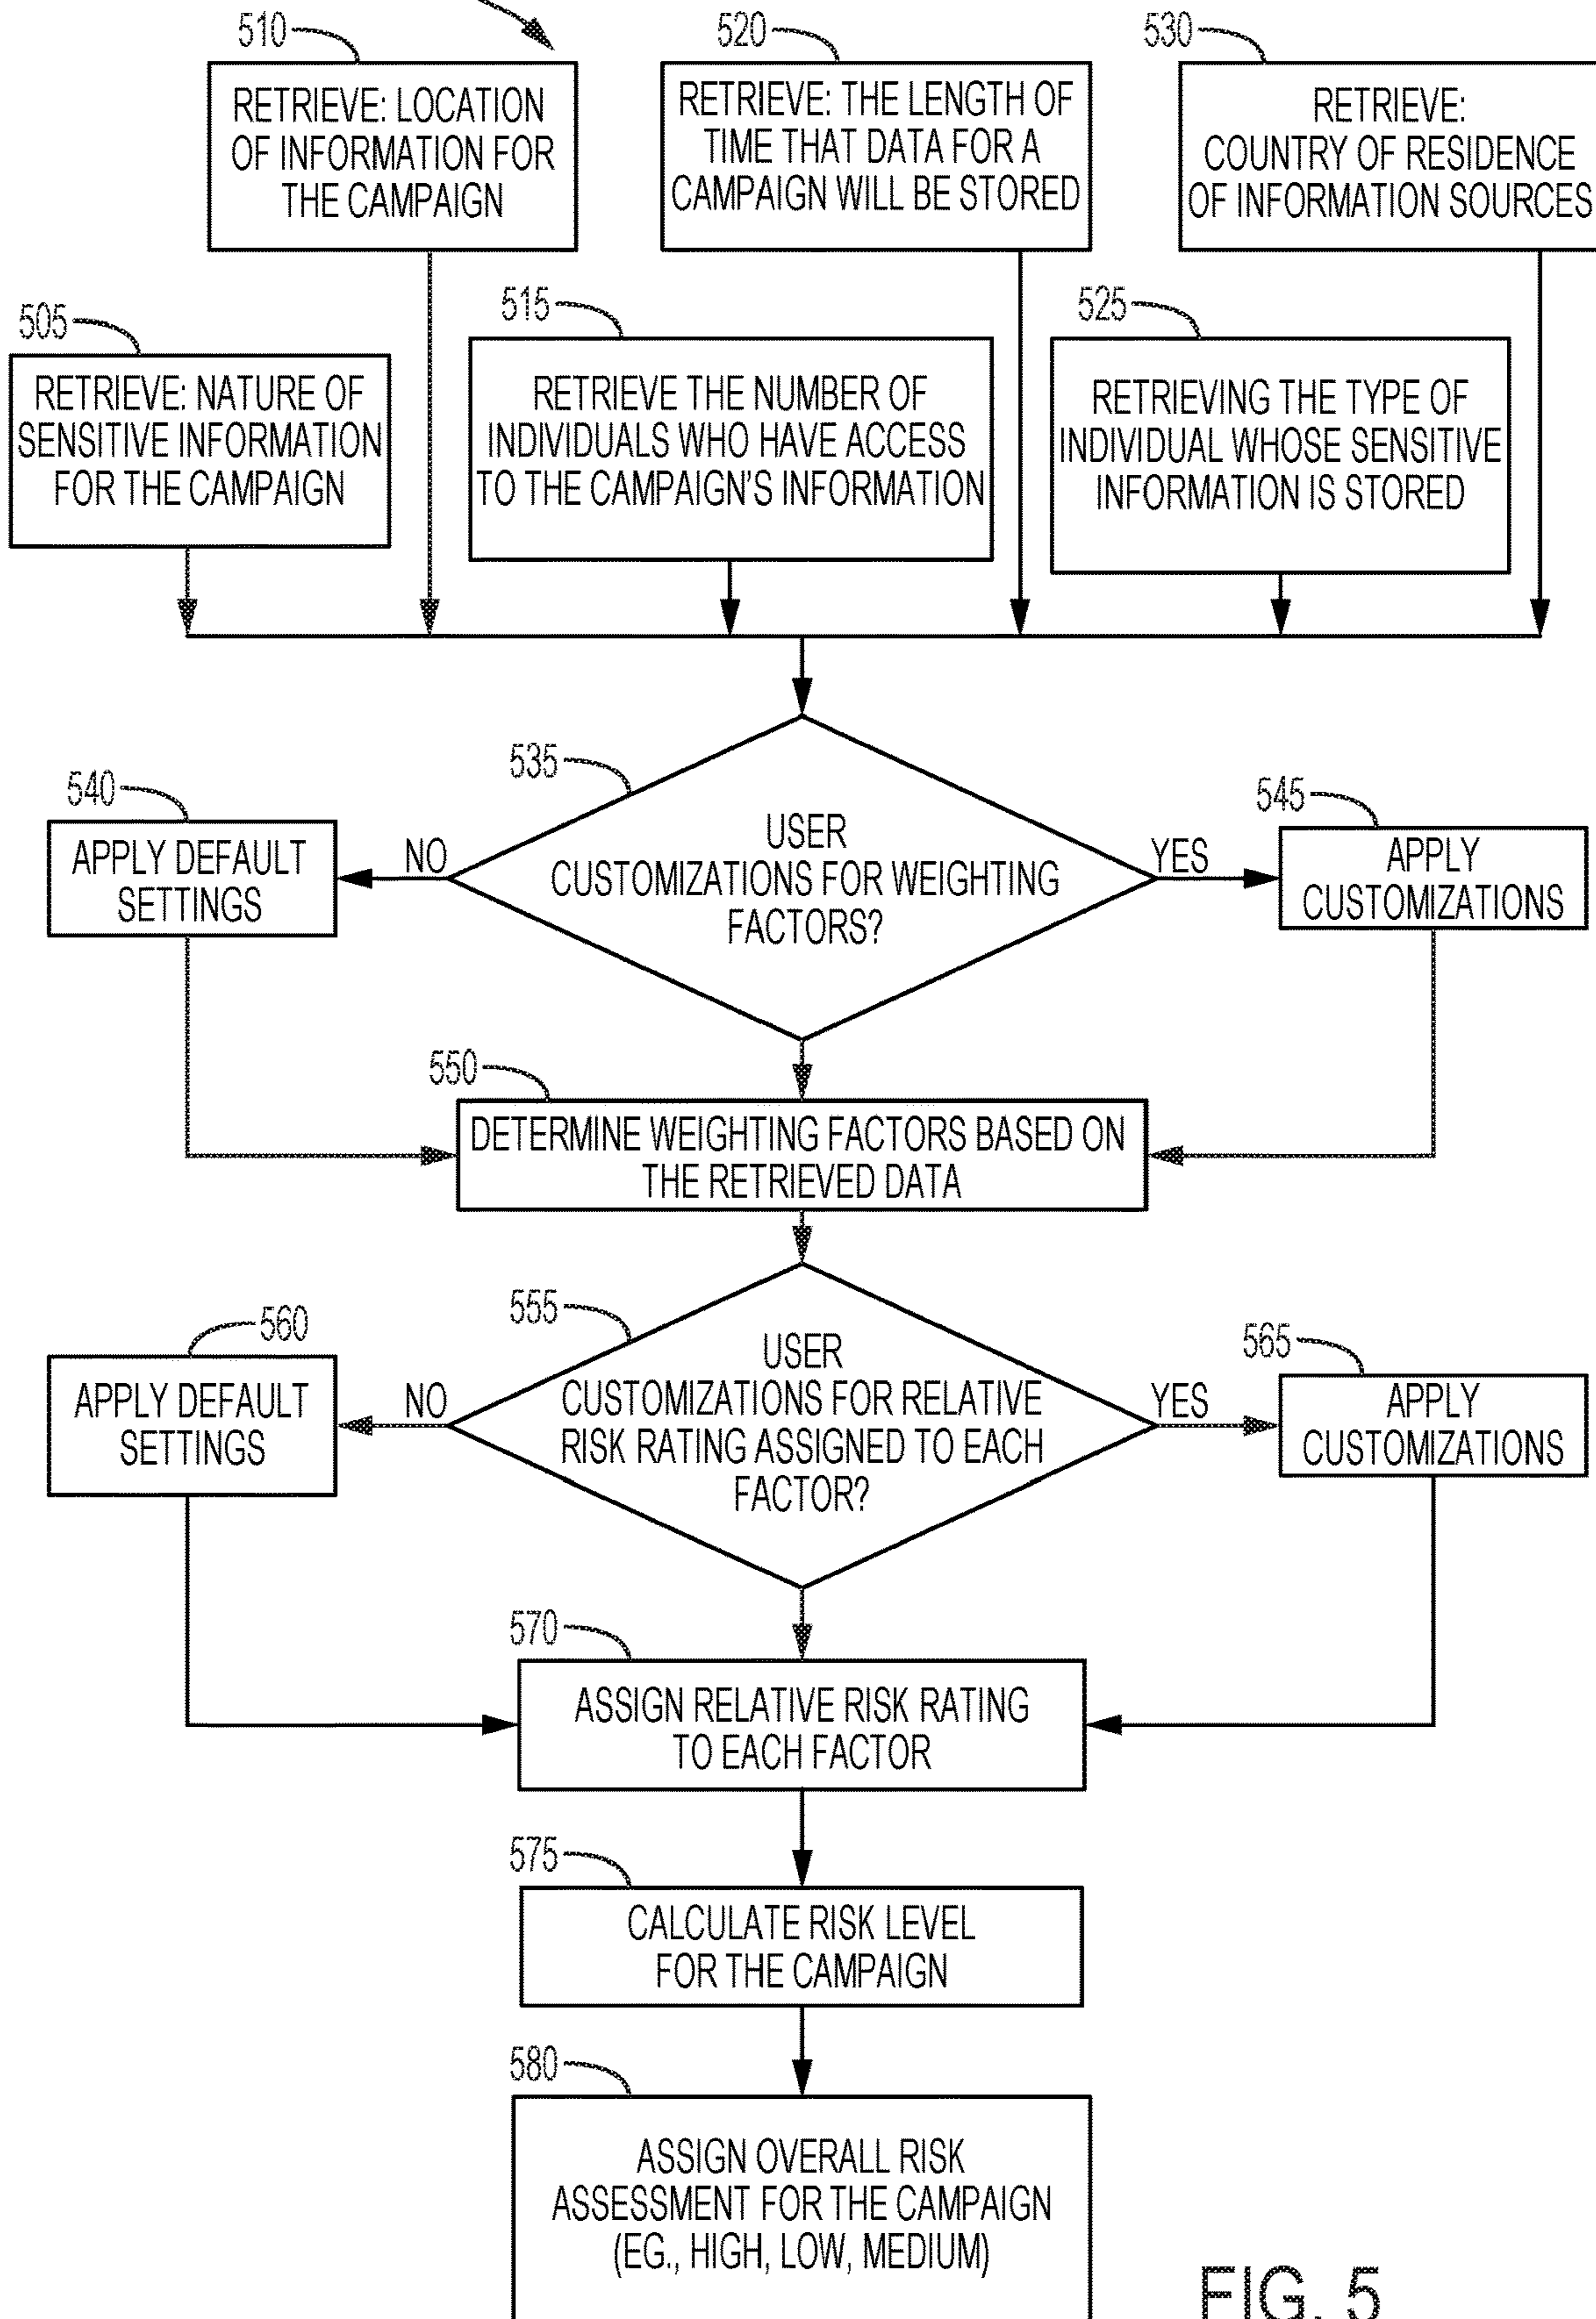 510
RETRIEVE: LOCATION
OF INFORMATION FOR
THE CAMPAIGN
520
RETRIEVE: THE LENGTH OF
TIME THAT DATA FOR A
CAMPAIGN WILL BE STORED
530
RETRIEVE:
COUNTRY OF RESIDENCE
OF INFORMATION SOURCES
505
RETRIEVE: NATURE OF
SENSITIVE INFORMATION
FOR THE CAMPAIGN
515
RETRIEVE THE NUMBER OF
INDIVIDUALS WHO HAVE ACCESS
TO THE CAMPAIGN'S INFORMATION
525
RETRIEVING THE TYPE OF
INDIVIDUAL WHOSE SENSITIVE
INFORMATION IS STORED
535
USER
CUSTOMIZATIONS FOR WEIGHTING
FACTORS?
540
APPLY DEFAULT
SETTINGS
NO
YES
545
APPLY
CUSTOMIZATIONS
550
DETERMINE WEIGHTING FACTORS BASED ON
THE RETRIEVED DATA
555
USER
CUSTOMIZATIONS FOR RELATIVE
RISK RATING ASSIGNED TO EACH
FACTOR?
560
APPLY DEFAULT
SETTINGS
NO
YES
565
APPLY
CUSTOMIZATIONS
570
ASSIGN RELATIVE RISK RATING
TO EACH FACTOR
575
CALCULATE RISK LEVEL
FOR THE CAMPAIGN
580
ASSIGN OVERALL RISK
ASSESSMENT FOR THE CAMPAIGN
(EG., HIGH, LOW, MEDIUM)
FIG. 5